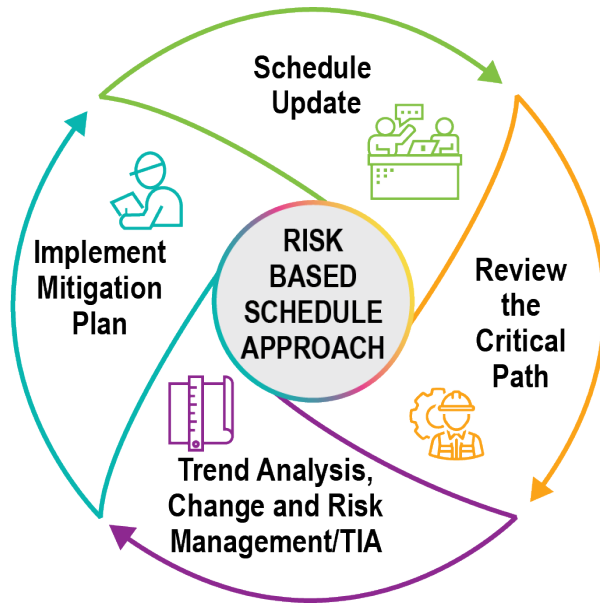 Schedule
Update
RISK
BASED
SCHEDULE
APPROACH
Review
the
Critical
Path
Trend Analysis,
Change and Risk
Management/TIA
Implement
Mitigation
Plan